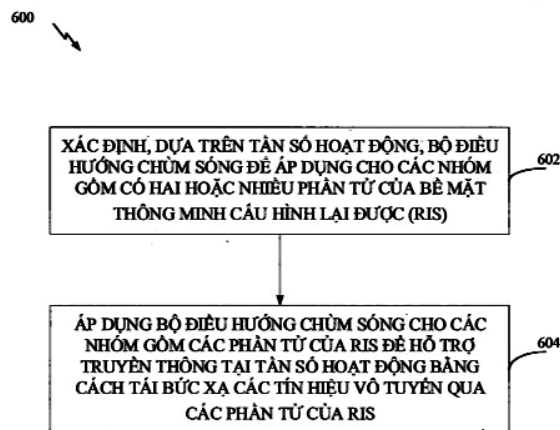 600
XÁC ĐỊNH, DỰA TRÊN TẦN SỐ HOẠT ĐỘNG, BỘ ĐIỀU
HƯỚNG CHÙM SÓNG ĐỂ ÁP DỤNG CHO CÁC NHÓM
GỒM CÓ HAI HOẶC NHIỀU PHẦN TỬ CỦA BỀ MẶT
THÔNG MINH CẤU HÌNH LẠI ĐƯỢC (RIS)
602
ÁP DỤNG BỘ ĐIỀU HƯỚNG CHÙM SÓNG CHO CÁC
NHÓM GỒM CÁC PHẦN TỬ CỦA RIS ĐỂ HỖ TRỢ
TRUYỀN THÔNG TẠI TẦN SỐ HOẠT ĐỘNG BẰNG
CÁCH TÁI BỨC XẠ CÁC TÍN HIỆU VÔ TUYẾN QUA
CÁC PHẦN TỬ CỦA RIS
604